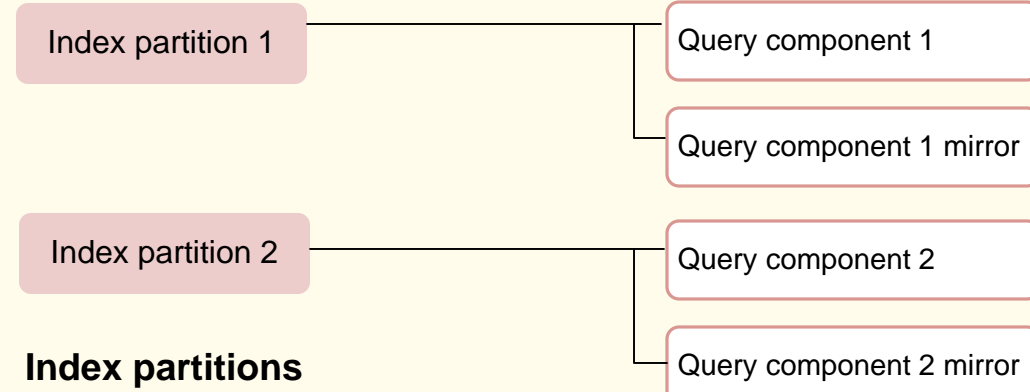 Index partition 1
Query component 1
Query component 1 mirror
Index partition 2
Query component 2
Index partitions
Query component 2 mirror